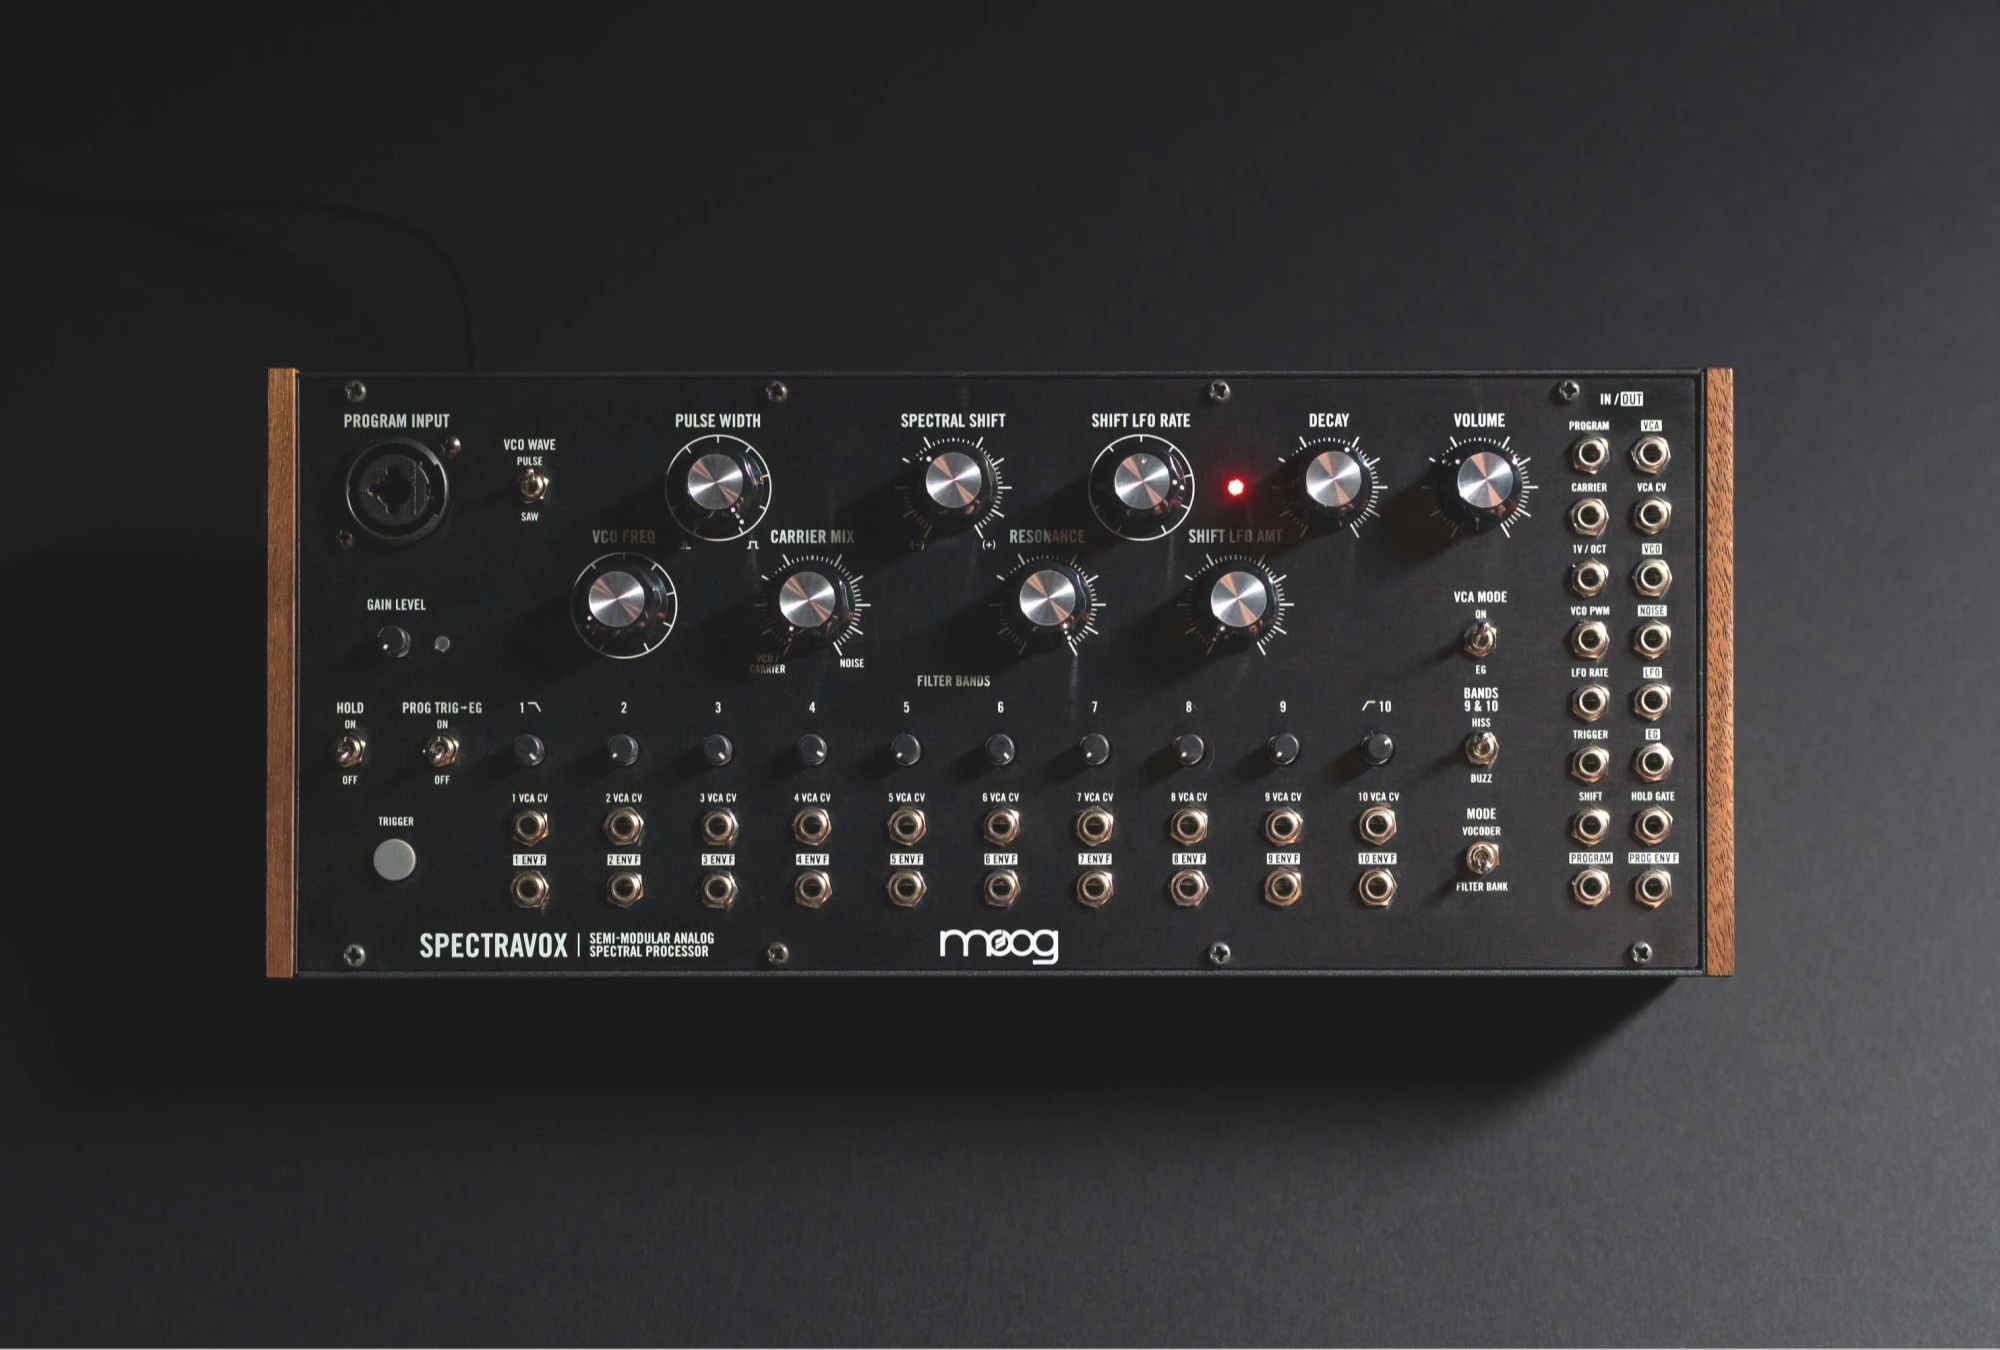 IN / OUT
PROGRAM INPUT
PULSE WIDTH
SPECTRAL SHIFT
SHIFT LFO RATE
DECAY
VOLUME
PROGRAM
VCA
VCO WAVE
PULSE
SAW
CARRIER
VCA CV
VCO FREQ
CARRIER MIX
(-)
(+)
RESONANCE
SHIFT LFO AMT
1V / OCT
VCO
GAIN LEVEL
VCA MODE
ON
EG
VCO PWM
NOISE
VCO /
CARRIER
NOISE
FILTER BANDS
LFO RATE
LFO
HOLD
ON
OFF
PROG TRIG→EG
ON
OFF
1
2
3
4
5
6
7
8
9
10
BANDS
9 & 10
HISS
BUZZ
TRIGGER
EG
1 VCA CV
2 VCA CV
3 VCA CV
4 VCA CV
5 VCA CV
6 VCA CV
7 VCA CV
8 VCA CV
9 VCA CV
10 VCA CV
SHIFT
HOLD GATE
TRIGGER
MODE
VOCODER
FILTER BANK
1 ENV F
2 ENV F
3 ENV F
4 ENV F
5 ENV F
6 ENV F
7 ENV F
8 ENV F
9 ENV F
10 ENV F
PROGRAM
PROG ENV F
SPECTRAVOX
SEMI-MODULAR ANALOG
SPECTRAL PROCESSOR
moog